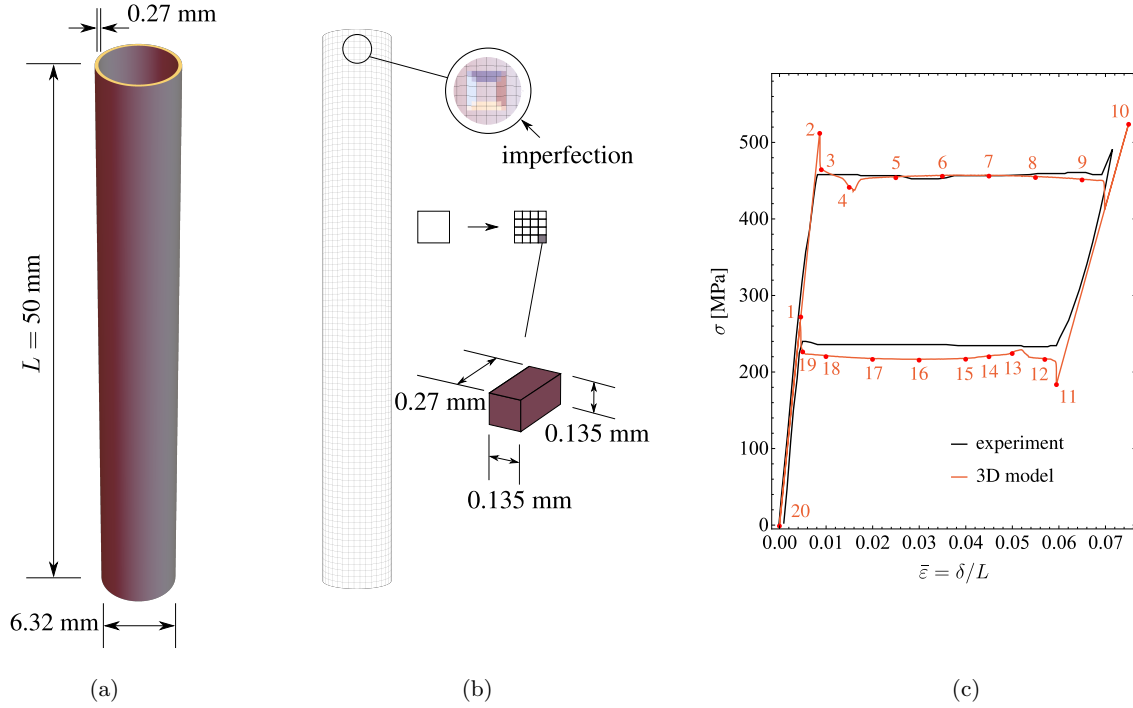 0.27 mm
L = 50 mm
6.32 mm
(a)
imperfection
0.27 mm
0.135 mm
0.135 mm
(b)
σ [MPa]
500
400
300
200
100
0
0.00 0.01 0.02 0.03 0.04 0.05 0.06 0.07
ε̄ = δ/L
1
2
3
4
5
6
7
8
9
10
11
12
13
14
15
16
17
18
19
20
experiment
3D model
(c)